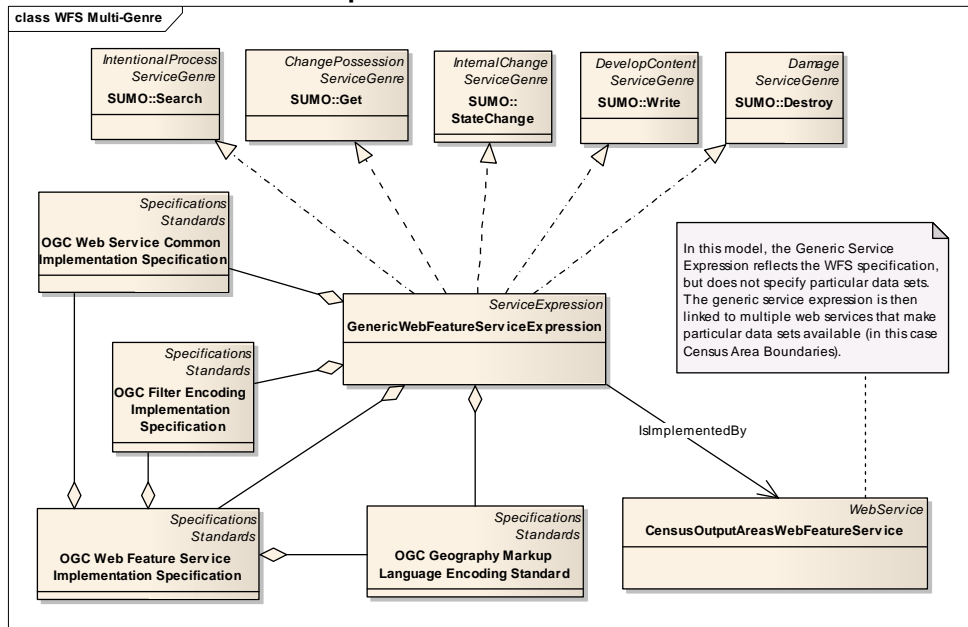 class WFS Multi-Genre
IntentionalProcess
ServiceGenre
SUMO::Search
ChangePossession
ServiceGenre
SUMO::Get
InternalChange
ServiceGenre
SUMO::
StateChange
DevelopContent
ServiceGenre
SUMO::Write
Damage
ServiceGenre
SUMO::Destroy
Specifications
Standards
OGC Web Service Common
Implementation Specification
In this model, the Generic Service
Expression reflects the WFS specification,
but does not specify particular data sets.
The generic service expression is then
linked to multiple web services that make
particular data sets available (in this case
Census Area Boundaries).
ServiceExpression
GenericWebFeatureServiceExpression
Specifications
Standards
OGC Filter Encoding
Implementation
Specification
IsImplementedBy
Specifications
Standards
OGC Web Feature Service
Implementation Specification
Specifications
Standards
OGC Geography Markup
Language Encoding Standard
WebService
CensusOutputAreasWebFeatureService